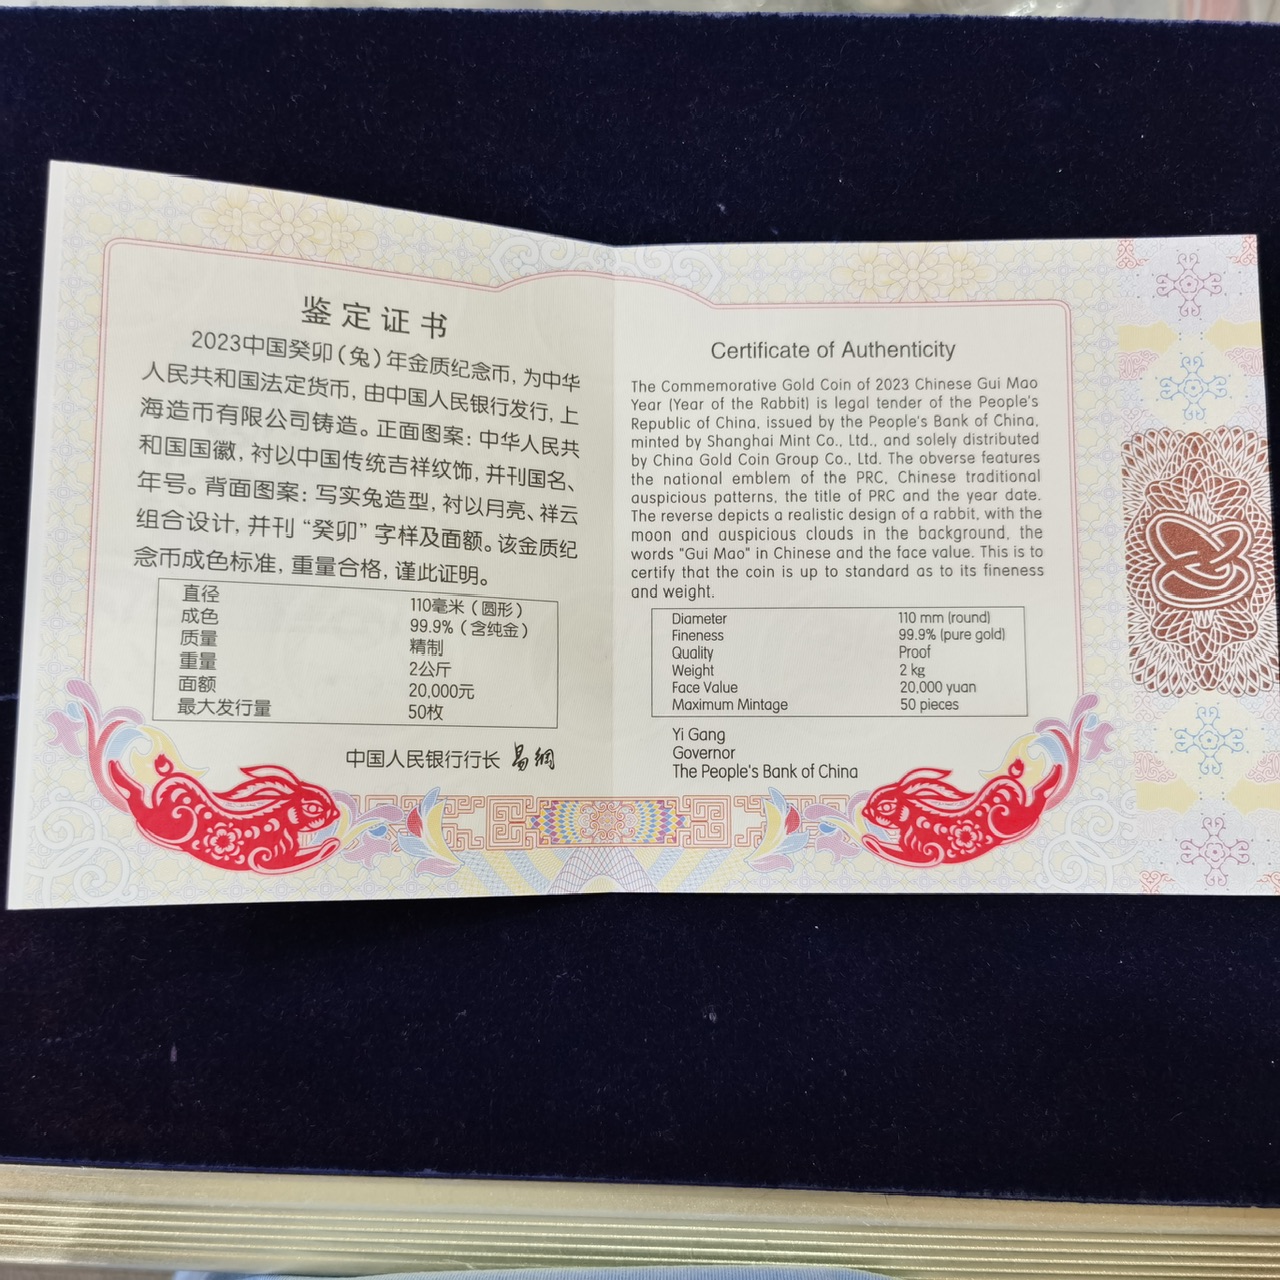 鉴定证书
2023中国癸卯（兔）年金质纪念币，为中华
人民共和国法定货币，由中国人民银行发行，上
海造币有限公司铸造。正面图案：中华人民共
和国国徽，衬以中国传统吉祥纹饰，并刊国名、
年号。背面图案：写实兔造型，衬以月亮、祥云
组合设计，并刊“癸卯”字样及面额。该金质纪
念币成色标准，重量合格，谨此证明。
直径 110毫米（圆形）
成色 99.9%（含纯金）
质量 精制
重量 2公斤
面额 20,000元
最大发行量 50枚
中国人民银行行长 易纲
Certificate of Authenticity
The Commemorative Gold Coin of 2023 Chinese Gui Mao
Year (Year of the Rabbit) is legal tender of the People's
Republic of China, issued by the People's Bank of China,
minted by Shanghai Mint Co., Ltd., and solely distributed
by China Gold Coin Group Co., Ltd. The obverse features
the national emblem of the PRC, Chinese traditional
auspicious patterns, the title of PRC and the year date.
The reverse depicts a realistic design of a rabbit, with the
moon and auspicious clouds in the background, the
words "Gui Mao" in Chinese and the face value. This is to
certify that the coin is up to standard as to its fineness
and weight.
Diameter 110 mm (round)
Fineness 99.9% (pure gold)
Quality Proof
Weight 2 kg
Face Value 20,000 yuan
Maximum Mintage 50 pieces
Yi Gang
Governor
The People's Bank of China